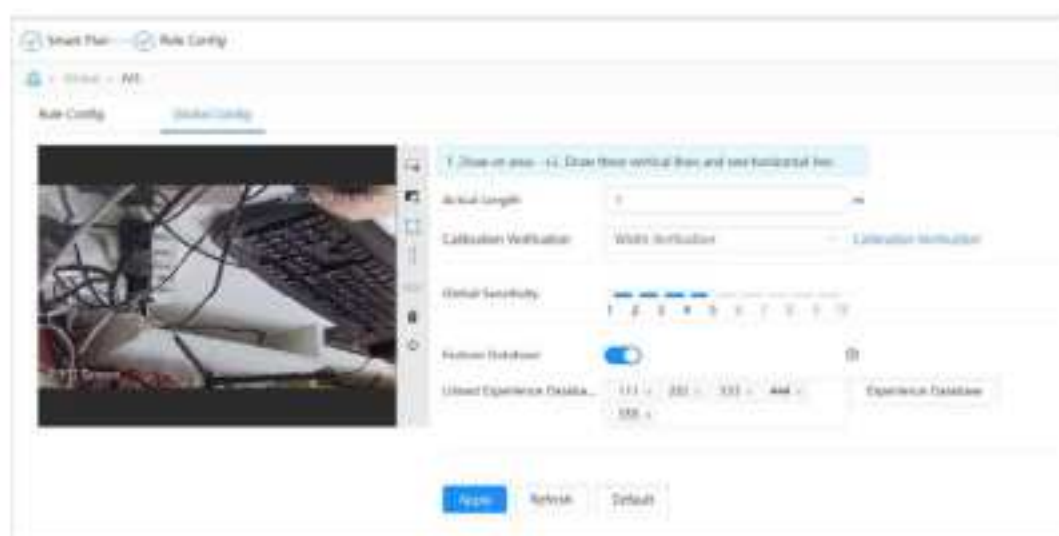 Smart Plan Rule Config
IVS
Rule Config Global Config
1. Draw an area. 2. Draw three vertical lines and one horizontal line.
Actual Length m
Calibration Verification Width Verification Calibration Verification
Global Sensitivity
1 2 3 4 5 6 7 8 9 10
Feature Database
Linked Experience Databa... 111 × 222 × 333 × 444 × Experience Database
555 ×
Apply Refresh Default